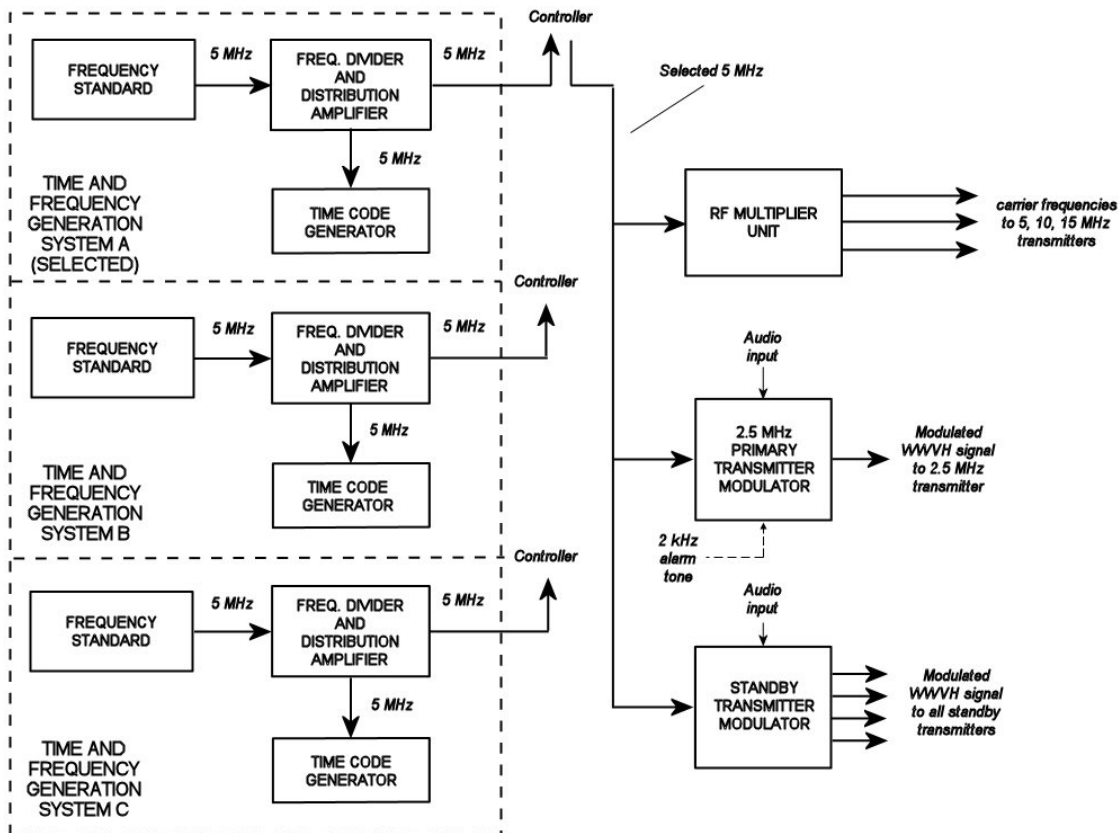 FREQUENCY
STANDARD
5 MHz
FREQ. DIVIDER
AND
DISTRIBUTION
AMPLIFIER
5 MHz
Controller
5 MHz
TIME CODE
GENERATOR
TIME AND
FREQUENCY
GENERATION
SYSTEM A
(SELECTED)
Selected 5 MHz
FREQUENCY
STANDARD
5 MHz
FREQ. DIVIDER
AND
DISTRIBUTION
AMPLIFIER
5 MHz
Controller
5 MHz
TIME CODE
GENERATOR
TIME AND
FREQUENCY
GENERATION
SYSTEM B
FREQUENCY
STANDARD
5 MHz
FREQ. DIVIDER
AND
DISTRIBUTION
AMPLIFIER
5 MHz
Controller
5 MHz
TIME CODE
GENERATOR
TIME AND
FREQUENCY
GENERATION
SYSTEM C
RF MULTIPLIER
UNIT
carrier frequencies
to 5, 10, 15 MHz
transmitters
Audio
input
2.5 MHz
PRIMARY
TRANSMITTER
MODULATOR
Modulated
WWVH signal
to 2.5 MHz
transmitter
2 kHz
alarm
tone
Audio
input
STANDBY
TRANSMITTER
MODULATOR
Modulated
WWVH signal
to all standby
transmitters